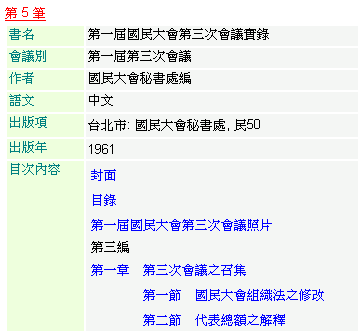 第 5 筆
書名 第一屆國民大會第三次會議實錄
會議別 第一屆第三次會議
作者 國民大會秘書處編
語文 中文
出版項 台北市: 國民大會秘書處, 民50
出版年 1961
目次內容 封面
目錄
第一屆國民大會第三次會議照片
第三編
第一章 第三次會議之召集
第一節 國民大會組織法之修改
第二節 代表總額之解釋